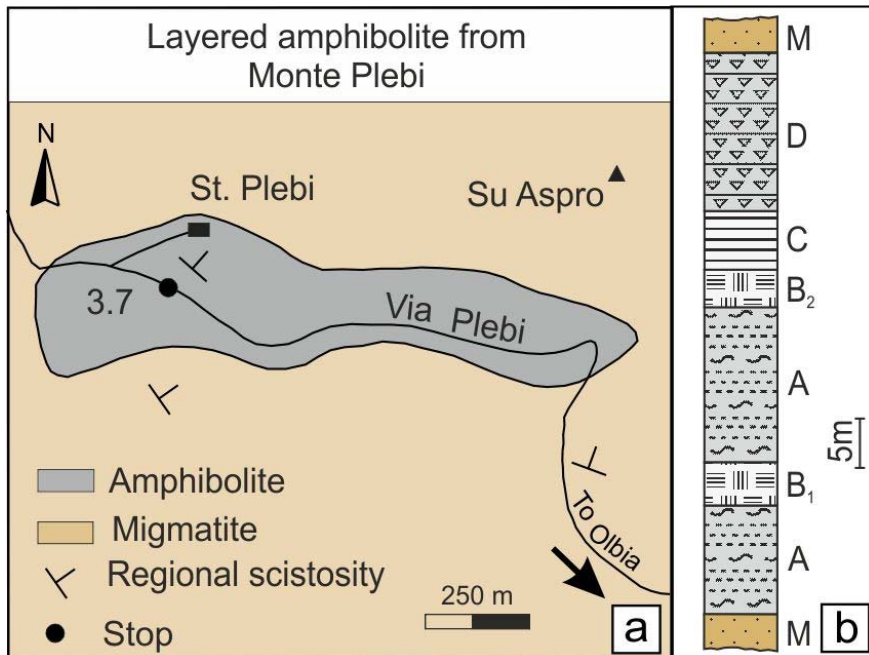 Layered amphibolite from
Monte Plebi
N
St. Plebi
Su Aspro
3.7
Via Plebi
Amphibolite
Migmatite
Regional scistosity
Stop
To Olbia
250 m
a
M
D
C
B2
A
B1
A
M
5m
b